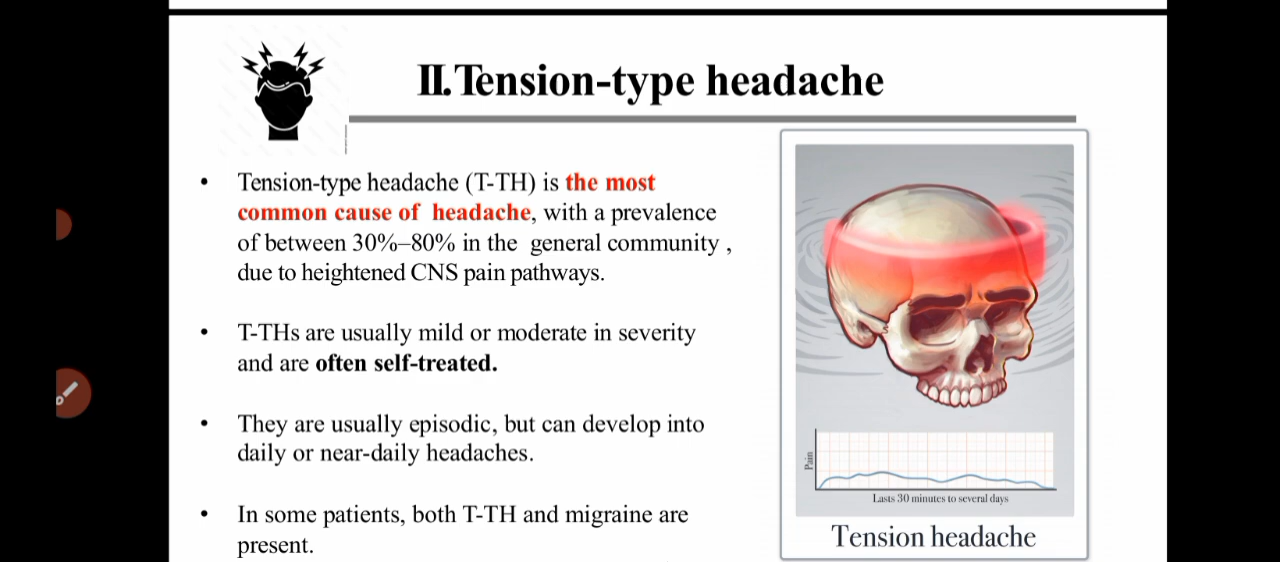 II.Tension-type headache
• Tension-type headache (T-TH) is the most
common cause of headache, with a prevalence
of between 30%–80% in the general community ,
due to heightened CNS pain pathways.
• T-THs are usually mild or moderate in severity
and are often self-treated.
• They are usually episodic, but can develop into
daily or near-daily headaches.
• In some patients, both T-TH and migraine are
present.
Pain
Lasts 30 minutes to several days
Tension headache